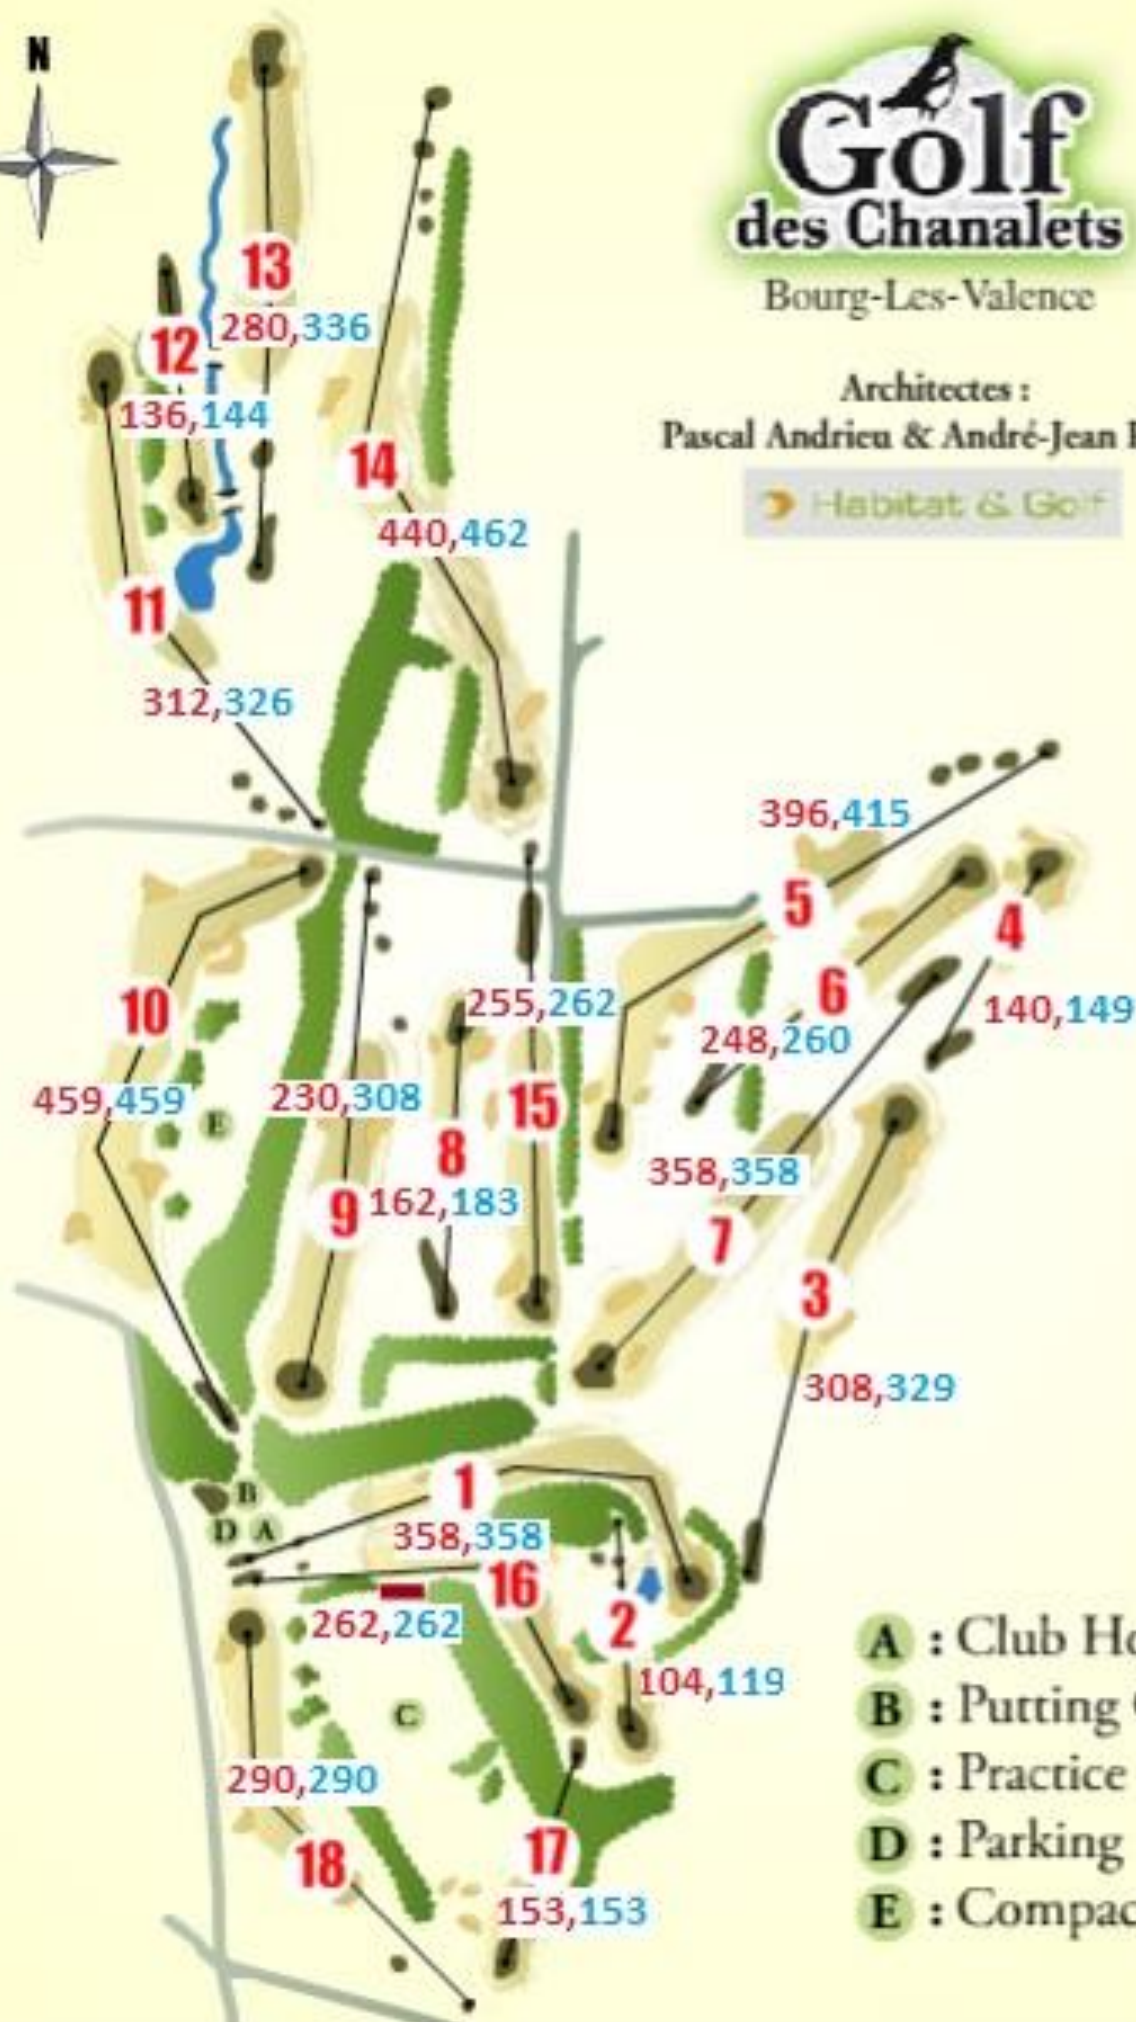 N
Golf
des Chanalets
Bourg-Les-Valence
Architectes :
Pascal Andrieu & André-Jean
Habitat & Golf
13
280,336
12
136,144
14
440,462
11
312,326
396,415
5
4
6
140,149
248,260
10
255,262
459,459
230,308
15
E
8
358,358
9
162,183
7
3
308,329
1
B
D A
358,358
16
262,262
2
104,119
C
290,290
18
17
153,153
A : Club
B : Putting
C : Practice
D : Parking
E :